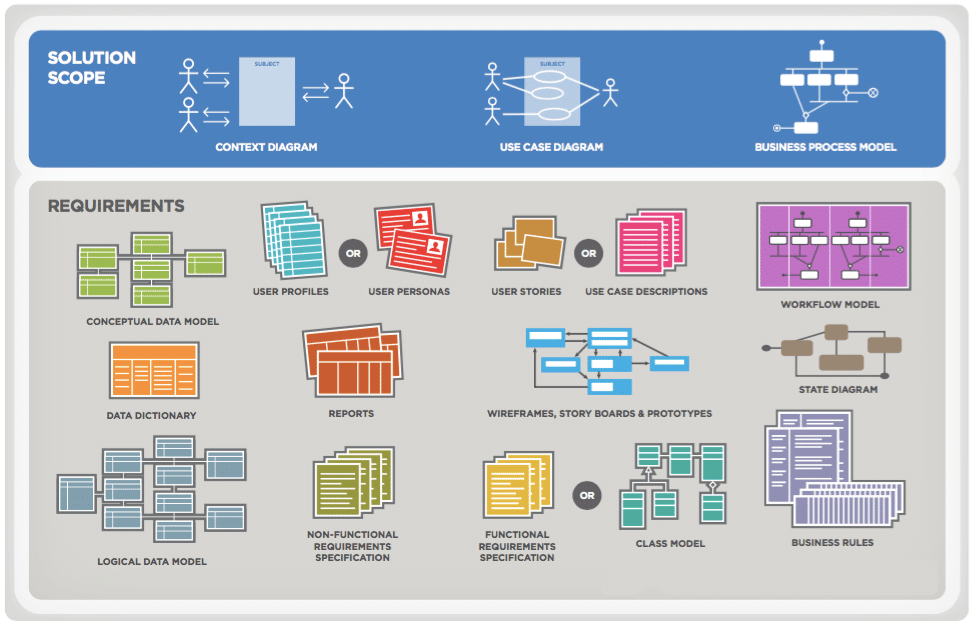 SOLUTION
SCOPE
SUBJECT
SUBJECT
CONTEXT DIAGRAM
USE CASE DIAGRAM
BUSINESS PROCESS MODEL
REQUIREMENTS
OR
OR
USER PROFILES
USER PERSONAS
USER STORIES
USE CASE DESCRIPTIONS
WORKFLOW MODEL
CONCEPTUAL DATA MODEL
STATE DIAGRAM
DATA DICTIONARY
REPORTS
WIREFRAMES, STORY BOARDS & PROTOTYPES
OR
NON-FUNCTIONAL
REQUIREMENTS
SPECIFICATION
FUNCTIONAL
REQUIREMENTS
SPECIFICATION
CLASS MODEL
BUSINESS RULES
LOGICAL DATA MODEL